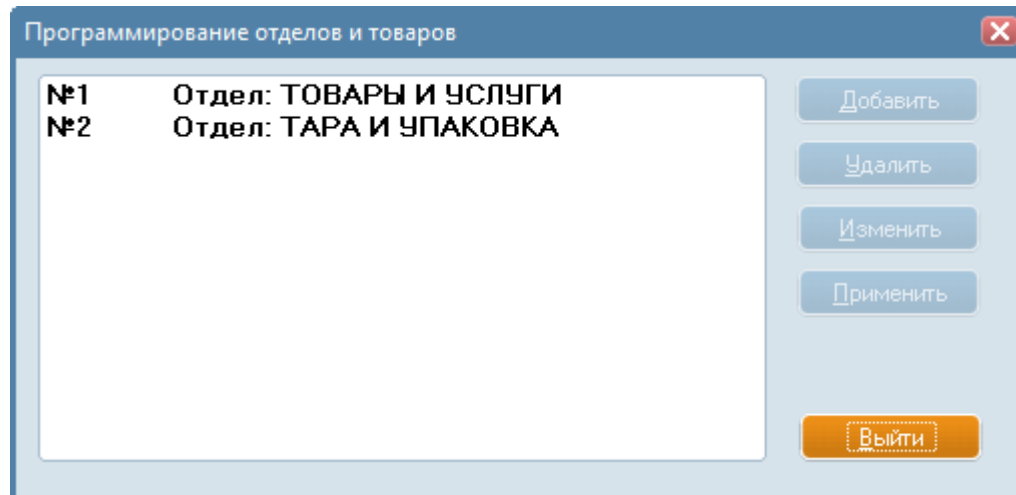 Программирование отделов и товаров
№1 Отдел: ТОВАРЫ И УСЛУГИ
№2 Отдел: ТАРА И УПАКОВКА
Добавить
Удалить
Изменить
Применить
Выйти